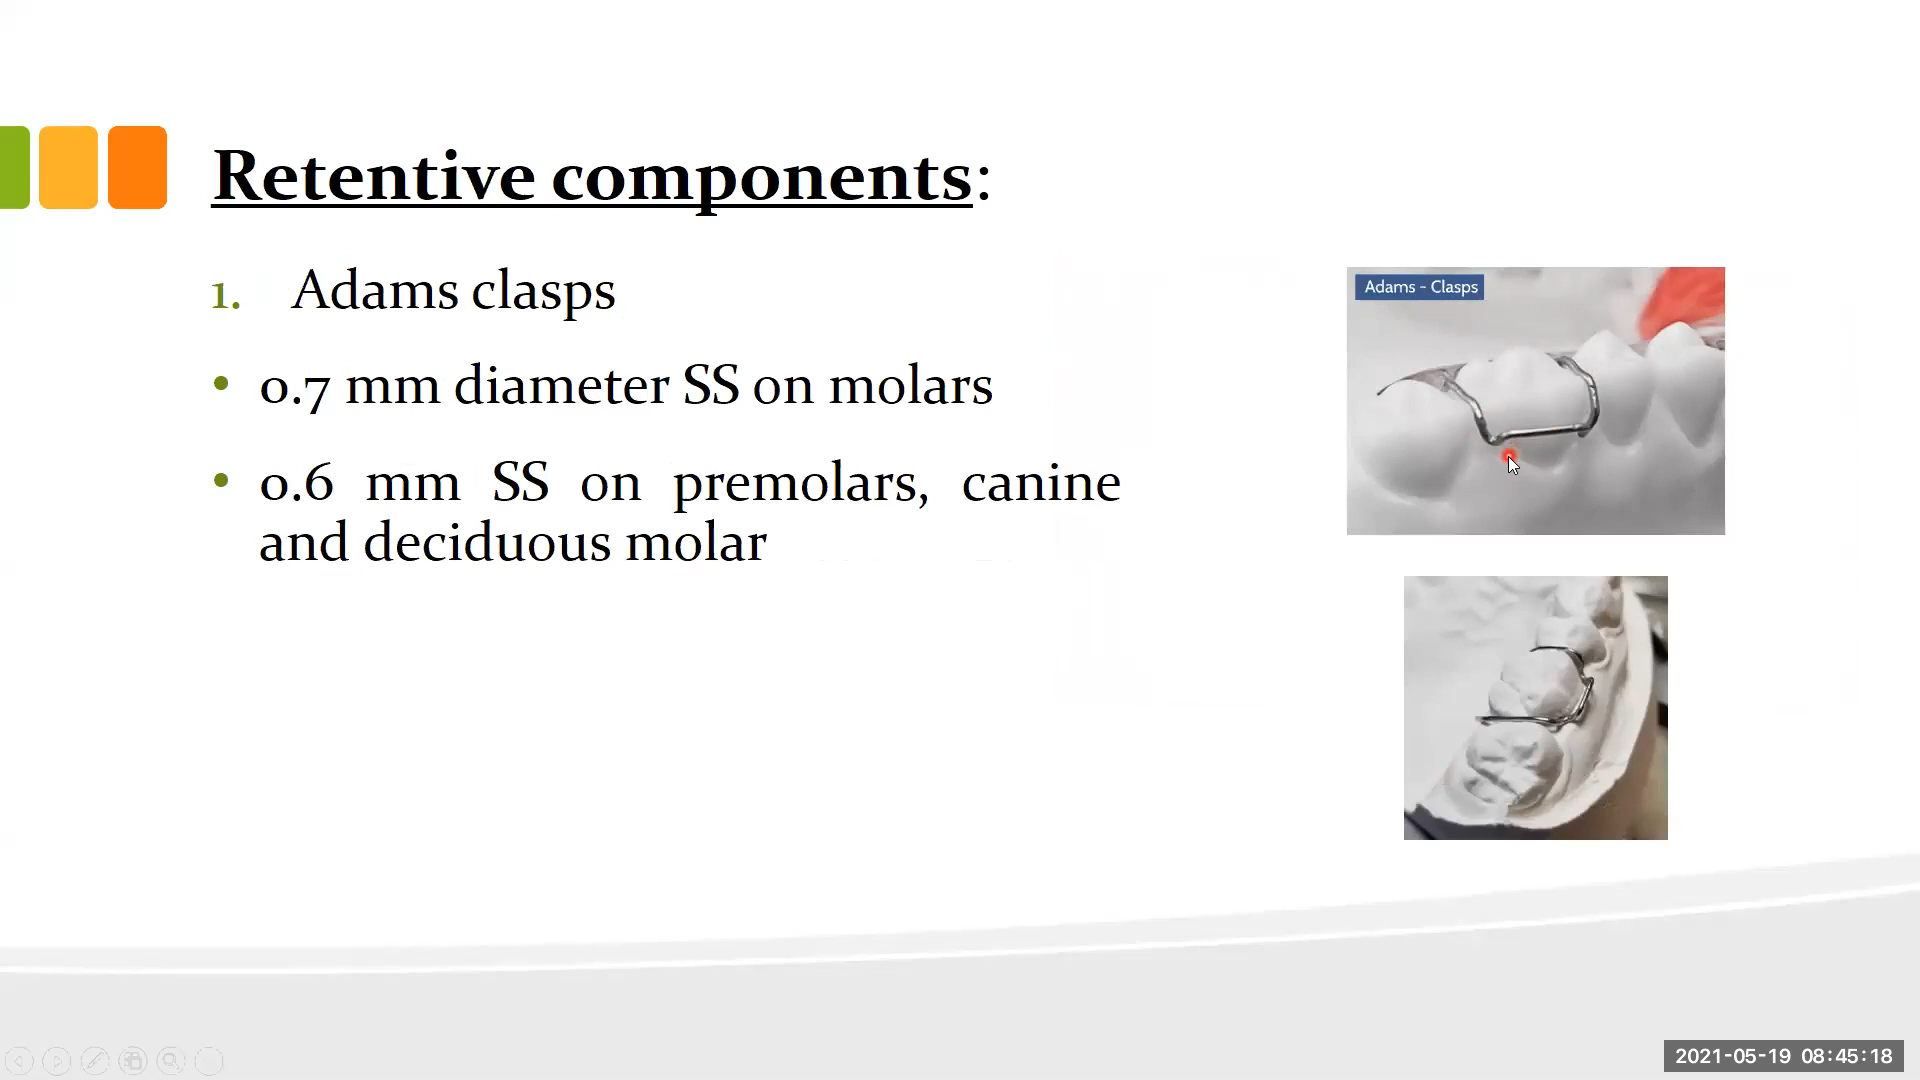 Retentive components:
1. Adams clasps
• 0.7 mm diameter SS on molars
• 0.6 mm SS on premolars, canine
and deciduous molar
Adams - Clasps
2021-05-19 08:45:18